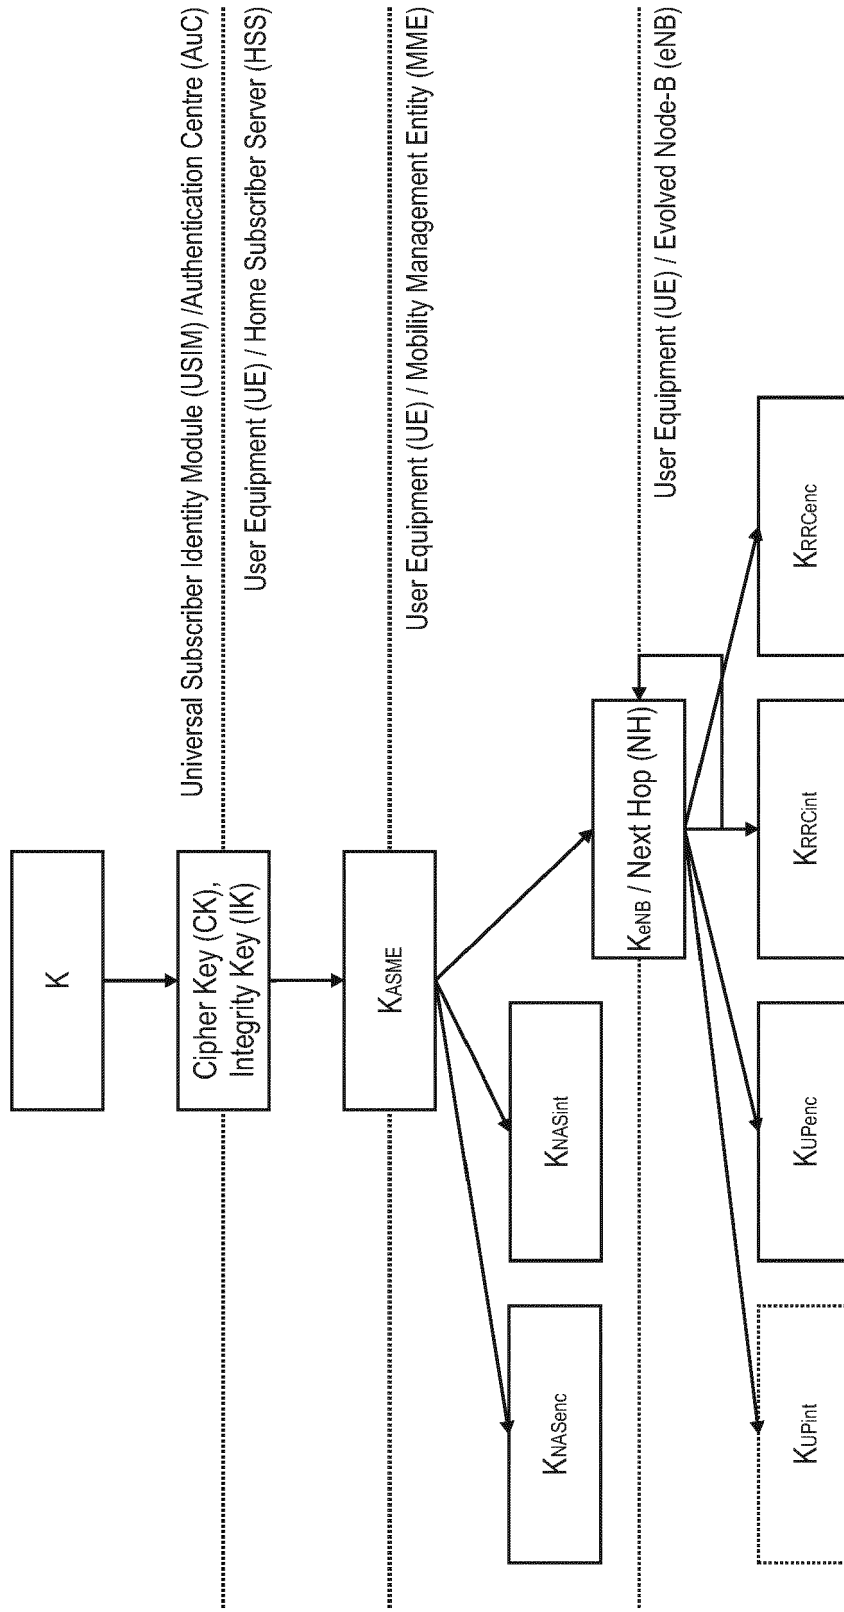 Universal Subscriber Identity Module (USIM) /Authentication Centre (AuC)
User Equipment (UE) / Home Subscriber Server (HSS)
User Equipment (UE) / Mobility Management Entity (MME)
User Equipment (UE) / Evolved Node-B (eNB)
K
Cipher Key (CK),
Integrity Key (IK)
KASME
KNASenc
KNASint
KeNB / Next Hop (NH)
KUPint
KUPenc
KRRCint
KRRCenc